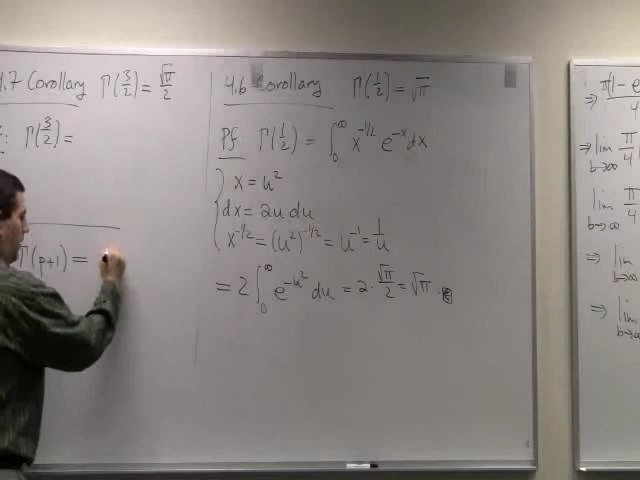 4.7 Corollary Γ(3/2) = √π/2
f: Γ(3/2) =
Γ(p+1) =
4.6 Corollary Γ(1/2) = √π
Pf Γ(1/2) = ∫₀^∞ x^{-1/2} e^{-x} dx
x = u²
dx = 2u du
x^{-1/2} = (u²)^{-1/2} = u^{-1} = 1/u
= 2 ∫₀^∞ e^{-u²} du = 2 · √π/2 = √π
⇒ π(1 - e
4
⇒ lim b→∞ π/4
lim b→∞ π/4
⇒ lim b→∞
⇒ lim b→∞